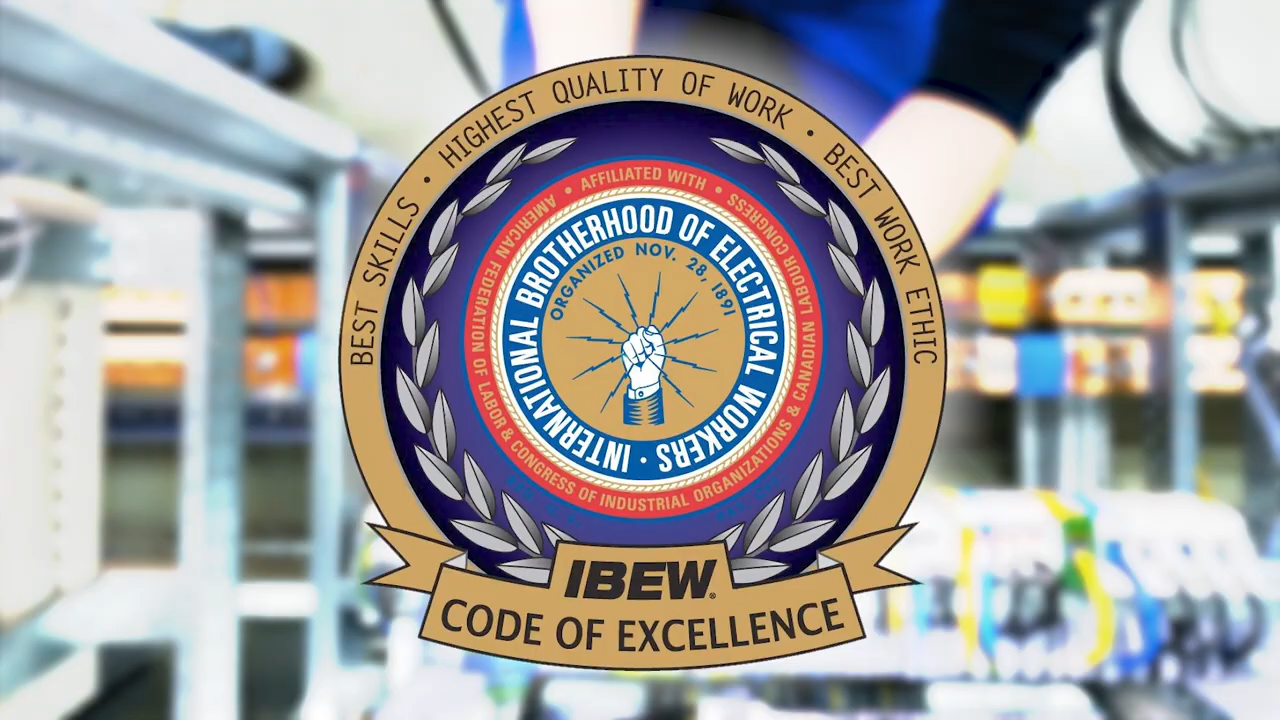 BEST SKILLS • HIGHEST QUALITY OF WORK • BEST WORK ETHIC
• AFFILIATED WITH •
AMERICAN FEDERATION OF LABOR & CONGRESS OF INDUSTRIAL ORGANIZATIONS & CANADIAN LABOUR CONGRESS
INTERNATIONAL BROTHERHOOD OF ELECTRICAL WORKERS •
ORGANIZED NOV. 28, 1891
IBEW®
CODE OF EXCELLENCE